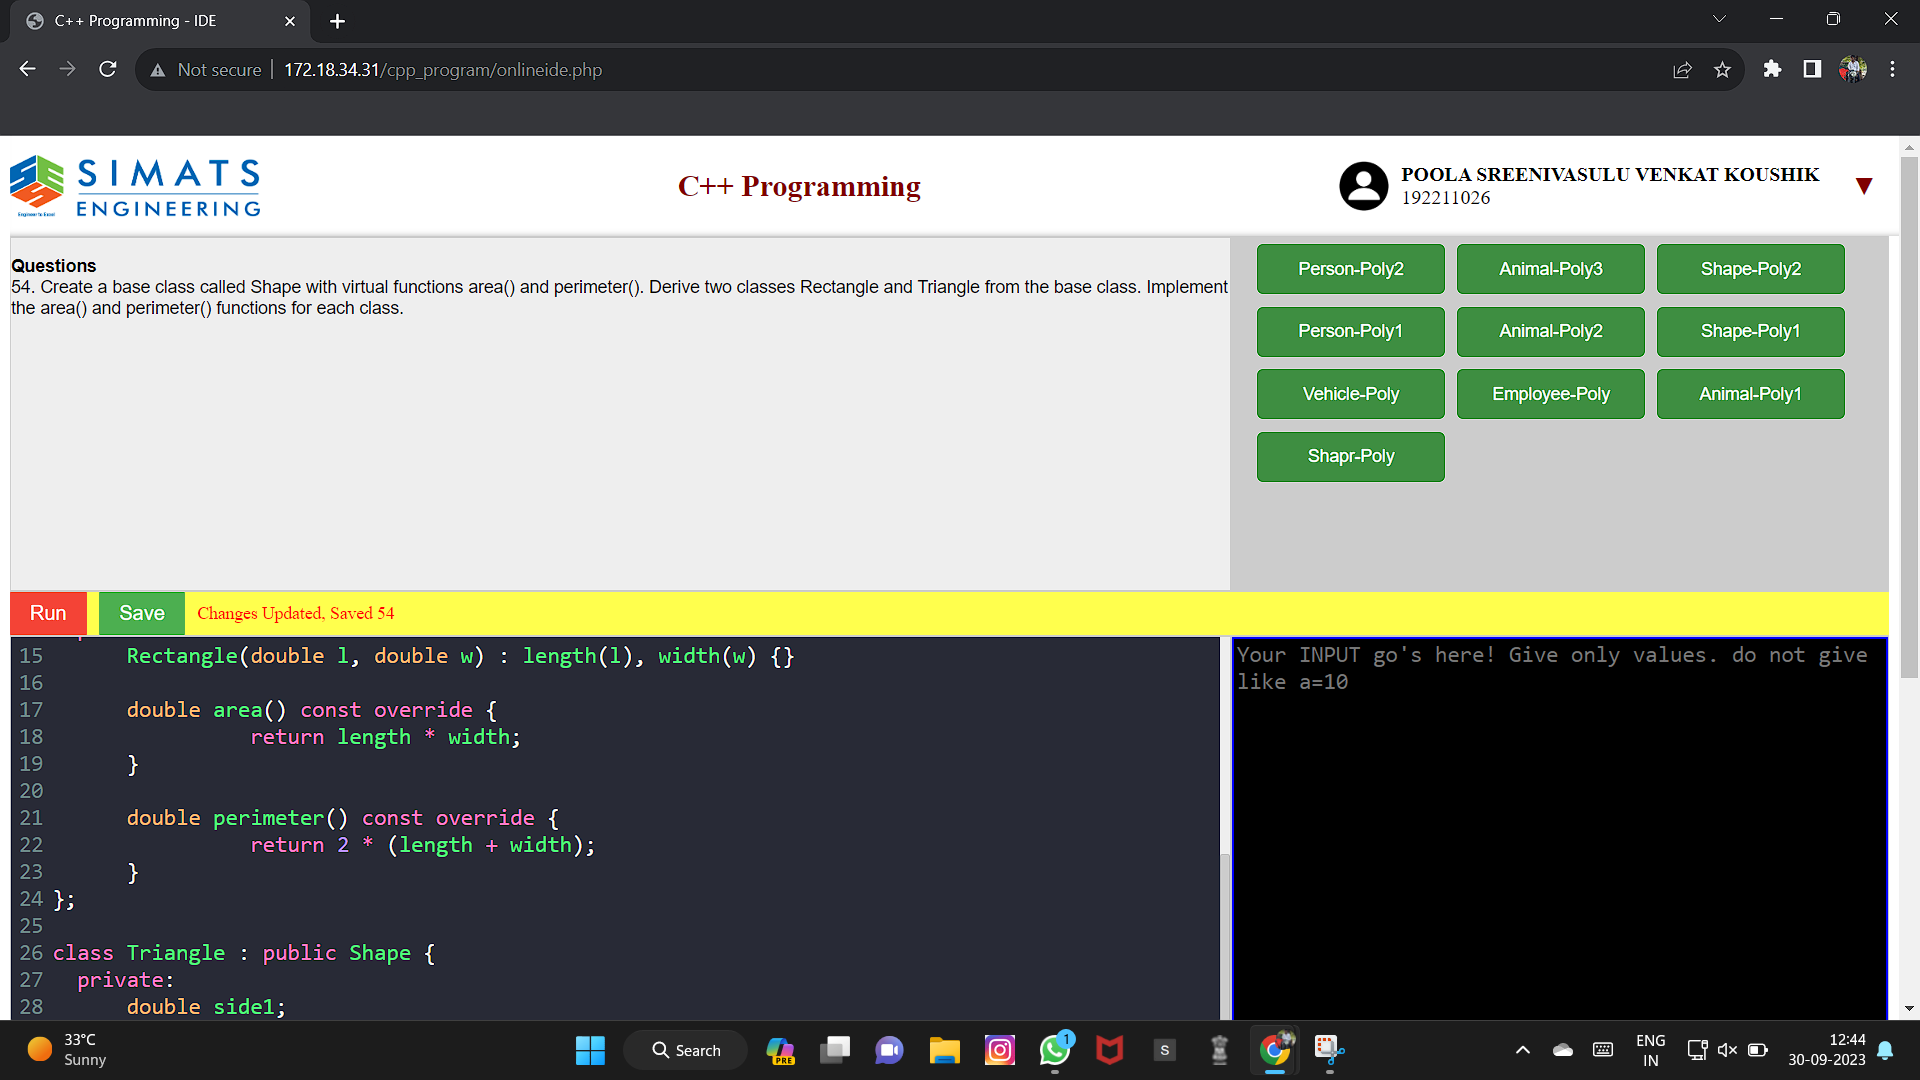 C++ Programming - IDE
Not secure
172.18.34.31/cpp_program/onlineide.php
SIMATS
ENGINEERING
Engineer to Excel
C++ Programming
POOLA SREENIVASULU VENKAT KOUSHIK
192211026
Questions
54. Create a base class called Shape with virtual functions area() and perimeter(). Derive two classes Rectangle and Triangle from the base class. Implement
the area() and perimeter() functions for each class.
Person-Poly2 Animal-Poly3 Shape-Poly2
Person-Poly1 Animal-Poly2 Shape-Poly1
Vehicle-Poly Employee-Poly Animal-Poly1
Shapr-Poly
Run Save Changes Updated, Saved 54
15 Rectangle(double l, double w) : length(l), width(w) {}
16
17 double area() const override {
18 return length * width;
19 }
20
21 double perimeter() const override {
22 return 2 * (length + width);
23 }
24 };
25
26 class Triangle : public Shape {
27 private:
28 double side1;
Your INPUT go's here! Give only values. do not give
like a=10
33°C
Sunny
Search
PRE
1
S
ENG
IN
12:44
30-09-2023